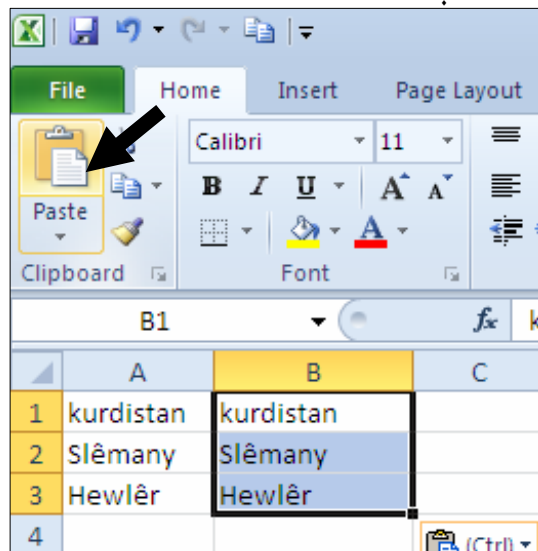 File Home Insert Page Layout
Calibri 11
B I U A A
Paste A
Clipboard Font
B1 fx k
A B C
1 kurdistan kurdistan
2 Slêmany Slêmany
3 Hewlêr Hewlêr
4 (Ctrl)